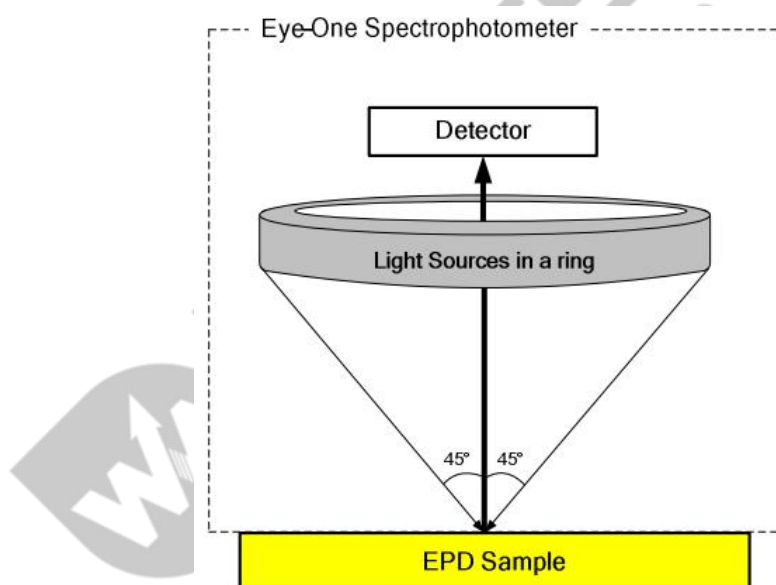 Eye-One Spectrophotometer
Detector
Light Sources in a ring
45° 45°
EPD Sample